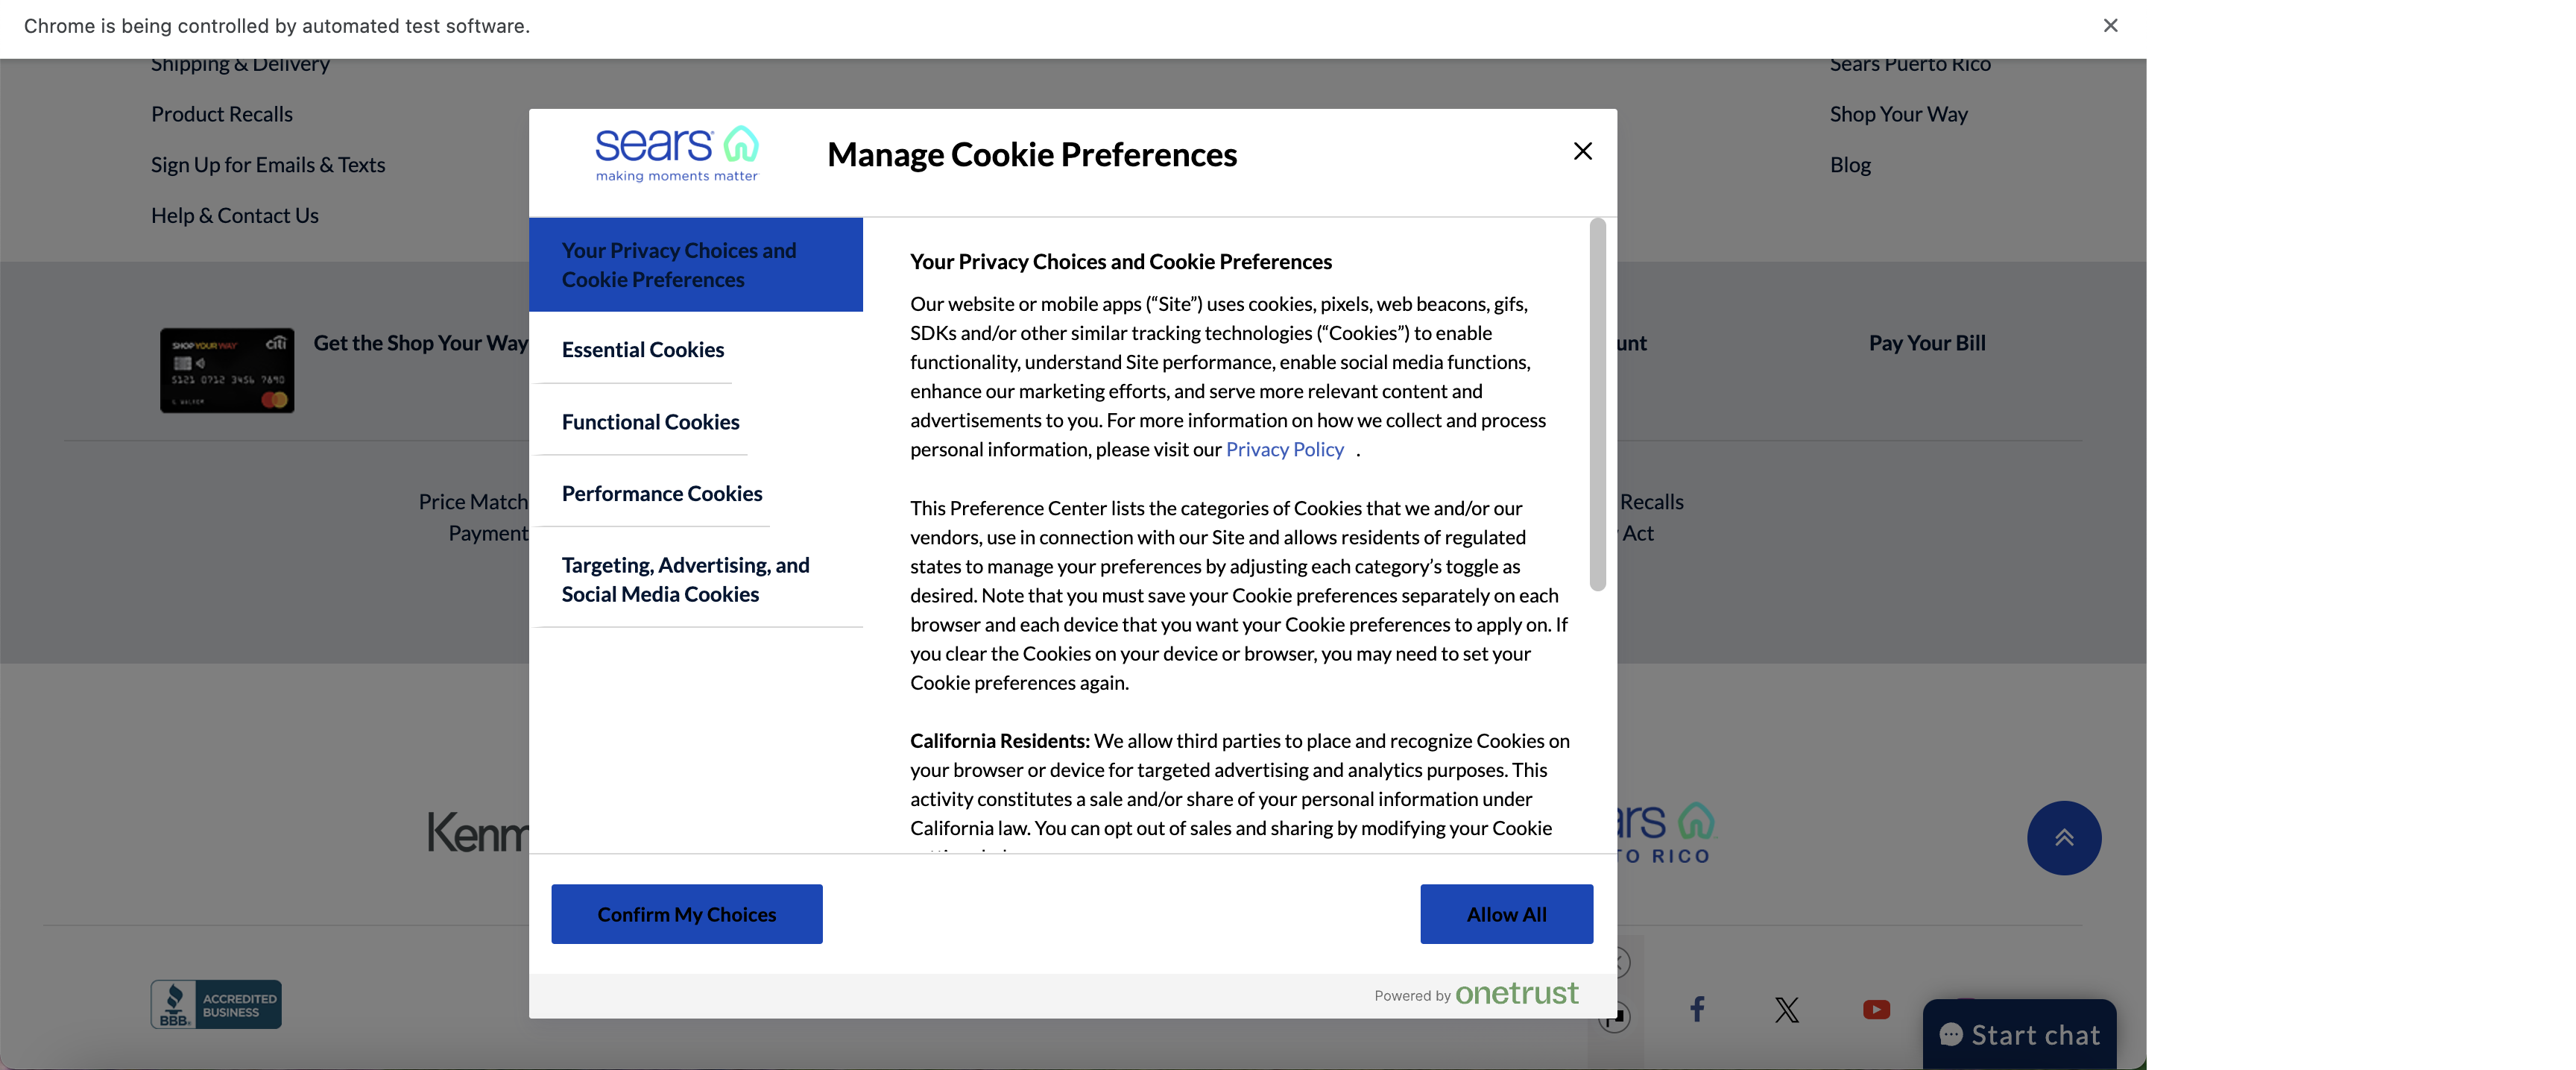 Chrome is being controlled by automated test software.
Shipping & Delivery
Product Recalls
Sign Up for Emails & Texts
Help & Contact Us
Sears Puerto Rico
Shop Your Way
Blog
sears
making moments matter
Manage Cookie Preferences
Your Privacy Choices and
Cookie Preferences
Essential Cookies
Functional Cookies
Performance Cookies
Targeting, Advertising, and
Social Media Cookies
Your Privacy Choices and Cookie Preferences
Our website or mobile apps (“Site”) uses cookies, pixels, web beacons, gifs,
SDKs and/or other similar tracking technologies (“Cookies”) to enable
functionality, understand Site performance, enable social media functions,
enhance our marketing efforts, and serve more relevant content and
advertisements to you. For more information on how we collect and process
personal information, please visit our Privacy Policy .
This Preference Center lists the categories of Cookies that we and/or our
vendors, use in connection with our Site and allows residents of regulated
states to manage your preferences by adjusting each category’s toggle as
desired. Note that you must save your Cookie preferences separately on each
browser and each device that you want your Cookie preferences to apply on. If
you clear the Cookies on your device or browser, you may need to set your
Cookie preferences again.
California Residents: We allow third parties to place and recognize Cookies on
your browser or device for targeted advertising and analytics purposes. This
activity constitutes a sale and/or share of your personal information under
California law. You can opt out of sales and sharing by modifying your Cookie
Confirm My Choices
Allow All
Powered by onetrust
SHOP YOUR WAY
citi
5121 0712 3456 7890
Get the Shop Your Way
unt
Pay Your Bill
Price Match
Payment
Recalls
Act
Kenm
ars
TO RICO
BBB.
ACCREDITED
BUSINESS
Start chat